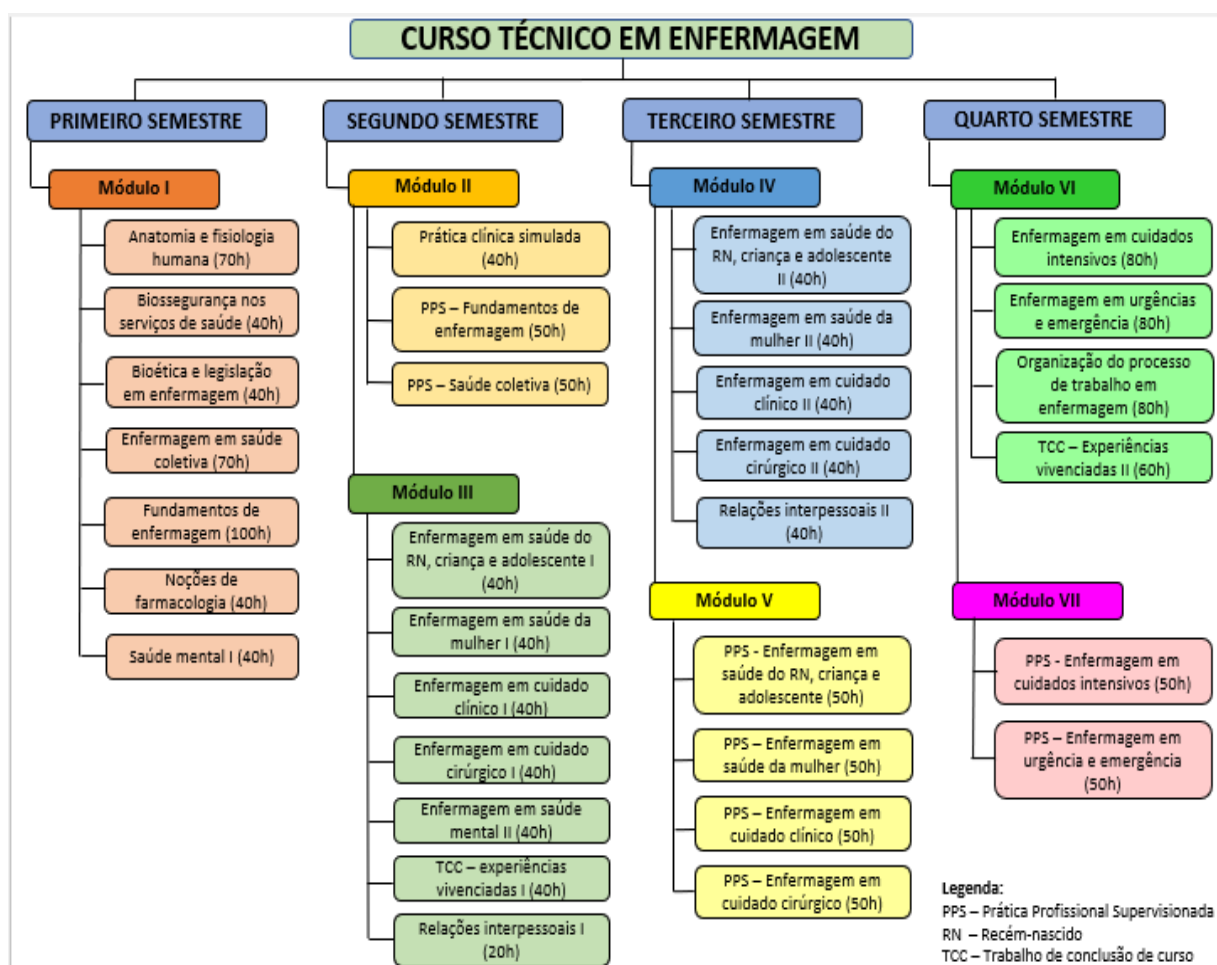 CURSO TÉCNICO EM ENFERMAGEM
PRIMEIRO SEMESTRE
Módulo I
Anatomia e fisiologia
humana (70h)
Biossegurança nos
serviços de saúde (40h)
Bioética e legislação
em enfermagem
(40h)
Enfermagem em saúde
coletiva (70h)
Fundamentos de
enfermagem (100h)
Noções de
farmacologia (40h)
Saúde mental I (40h)
SEGUNDO SEMESTRE
Módulo II
Prática clínica simulada
(40h)
PPS – Fundamentos de
enfermagem (50h)
PPS – Saúde coletiva (50h)
Módulo III
Enfermagem em saúde do
RN, criança e adolescente I
(40h)
Enfermagem em saúde da
mulher I (40h)
Enfermagem em cuidado
clínico I (40h)
Enfermagem em cuidado
cirúrgico I (40h)
Enfermagem em saúde
mental II (40h)
TCC – experiências
vivenciadas I (40h)
Relações interpessoais I
(20h)
TERCEIRO SEMESTRE
Módulo IV
Enfermagem em saúde do
RN, criança e adolescente
II (40h)
Enfermagem em saúde da
mulher II (40h)
Enfermagem em cuidado
clínico II (40h)
Enfermagem em cuidado
cirúrgico II (40h)
Relações interpessoais II
(40h)
Módulo V
PPS - Enfermagem em
saúde do RN, criança e
adolescente (50h)
PPS – Enfermagem em
saúde da mulher (50h)
PPS – Enfermagem em
cuidado clínico (50h)
PPS – Enfermagem em
cuidado cirúrgico (50h)
QUARTO SEMESTRE
Módulo VI
Enfermagem em cuidados
intensivos (80h)
Enfermagem em urgências
e emergência (80h)
Organização do processo
de trabalho em
enfermagem (80h)
TCC – Experiências
vivenciadas II (60h)
Módulo VII
PPS - Enfermagem em
cuidados intensivos (50h)
PPS – Enfermagem em
urgência e emergência
(50h)
Legenda:
PPS – Prática Profissional Supervisionada
RN – Recém-nascido
TCC – Trabalho de conclusão de curso